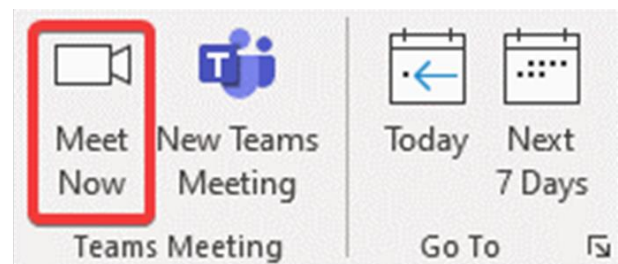 Meet Now
New Teams Meeting
Today
Next 7 Days
Teams Meeting
Go To